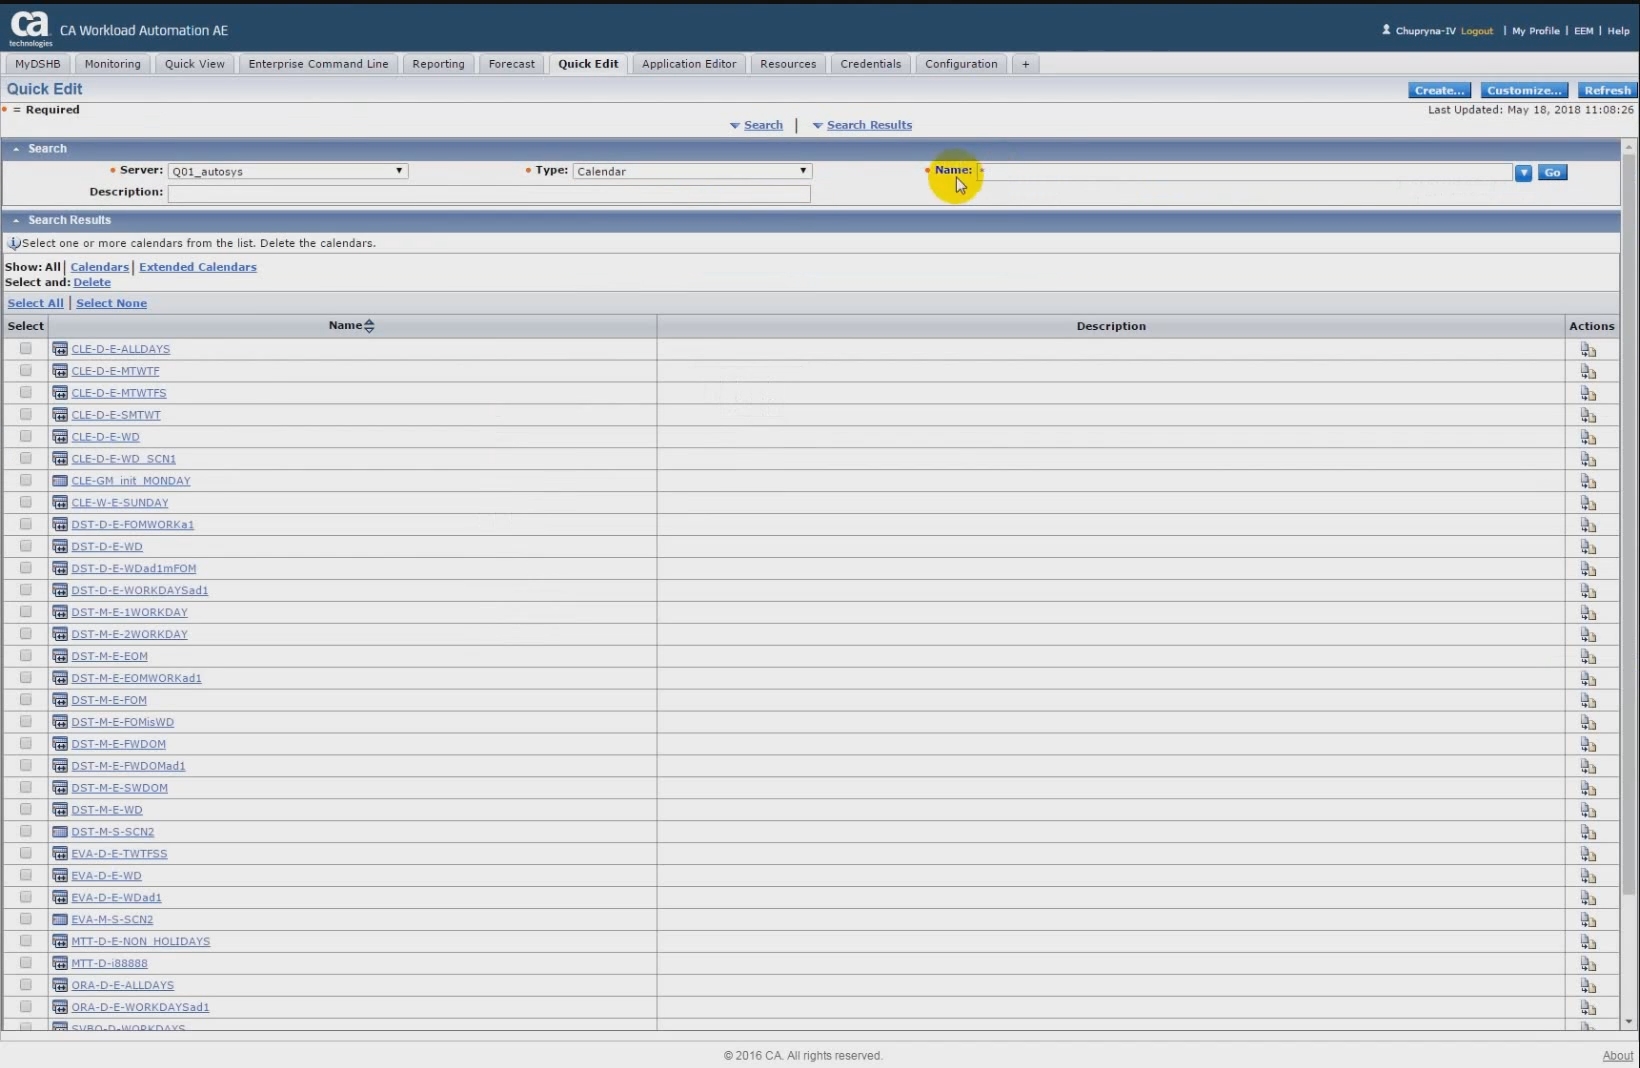 ca
technologies
CA Workload Automation AE
Chupryna-IV Logout | My Profile | EEM | Help
MyDSHB Monitoring Quick View Enterprise Command Line Reporting Forecast Quick Edit Application Editor Resources Credentials Configuration +
Quick Edit
Create... Customize... Refresh
• = Required
Last Updated: May 18, 2018 11:08:26
Search | Search Results
Search
• Server: Q01_autosys • Type: Calendar • Name: * Go
Description:
Search Results
Select one or more calendars from the list. Delete the calendars.
Show: All | Calendars | Extended Calendars
Select and: Delete
Select All | Select None
Select Name Description Actions
CLE-D-E-ALLDAYS
CLE-D-E-MTWTF
CLE-D-E-MTWTFS
CLE-D-E-SMTWT
CLE-D-E-WD
CLE-D-E-WD_SCN1
CLE-GM_init_MONDAY
CLE-W-E-SUNDAY
DST-D-E-FOMWORKa1
DST-D-E-WD
DST-D-E-WDad1mFOM
DST-D-E-WORKDAYSad1
DST-M-E-1WORKDAY
DST-M-E-2WORKDAY
DST-M-E-EOM
DST-M-E-EOMWORKad1
DST-M-E-FOM
DST-M-E-FOMisWD
DST-M-E-FWDOM
DST-M-E-FWDOMad1
DST-M-E-SWDOM
DST-M-E-WD
DST-M-S-SCN2
EVA-D-E-TWTFSS
EVA-D-E-WD
EVA-D-E-WDad1
EVA-M-S-SCN2
MTT-D-E-NON_HOLIDAYS
MTT-D-i88888
ORA-D-E-ALLDAYS
ORA-D-E-WORKDAYSad1
SVBO-D-WORKDAYS
© 2016 CA. All rights reserved.
About